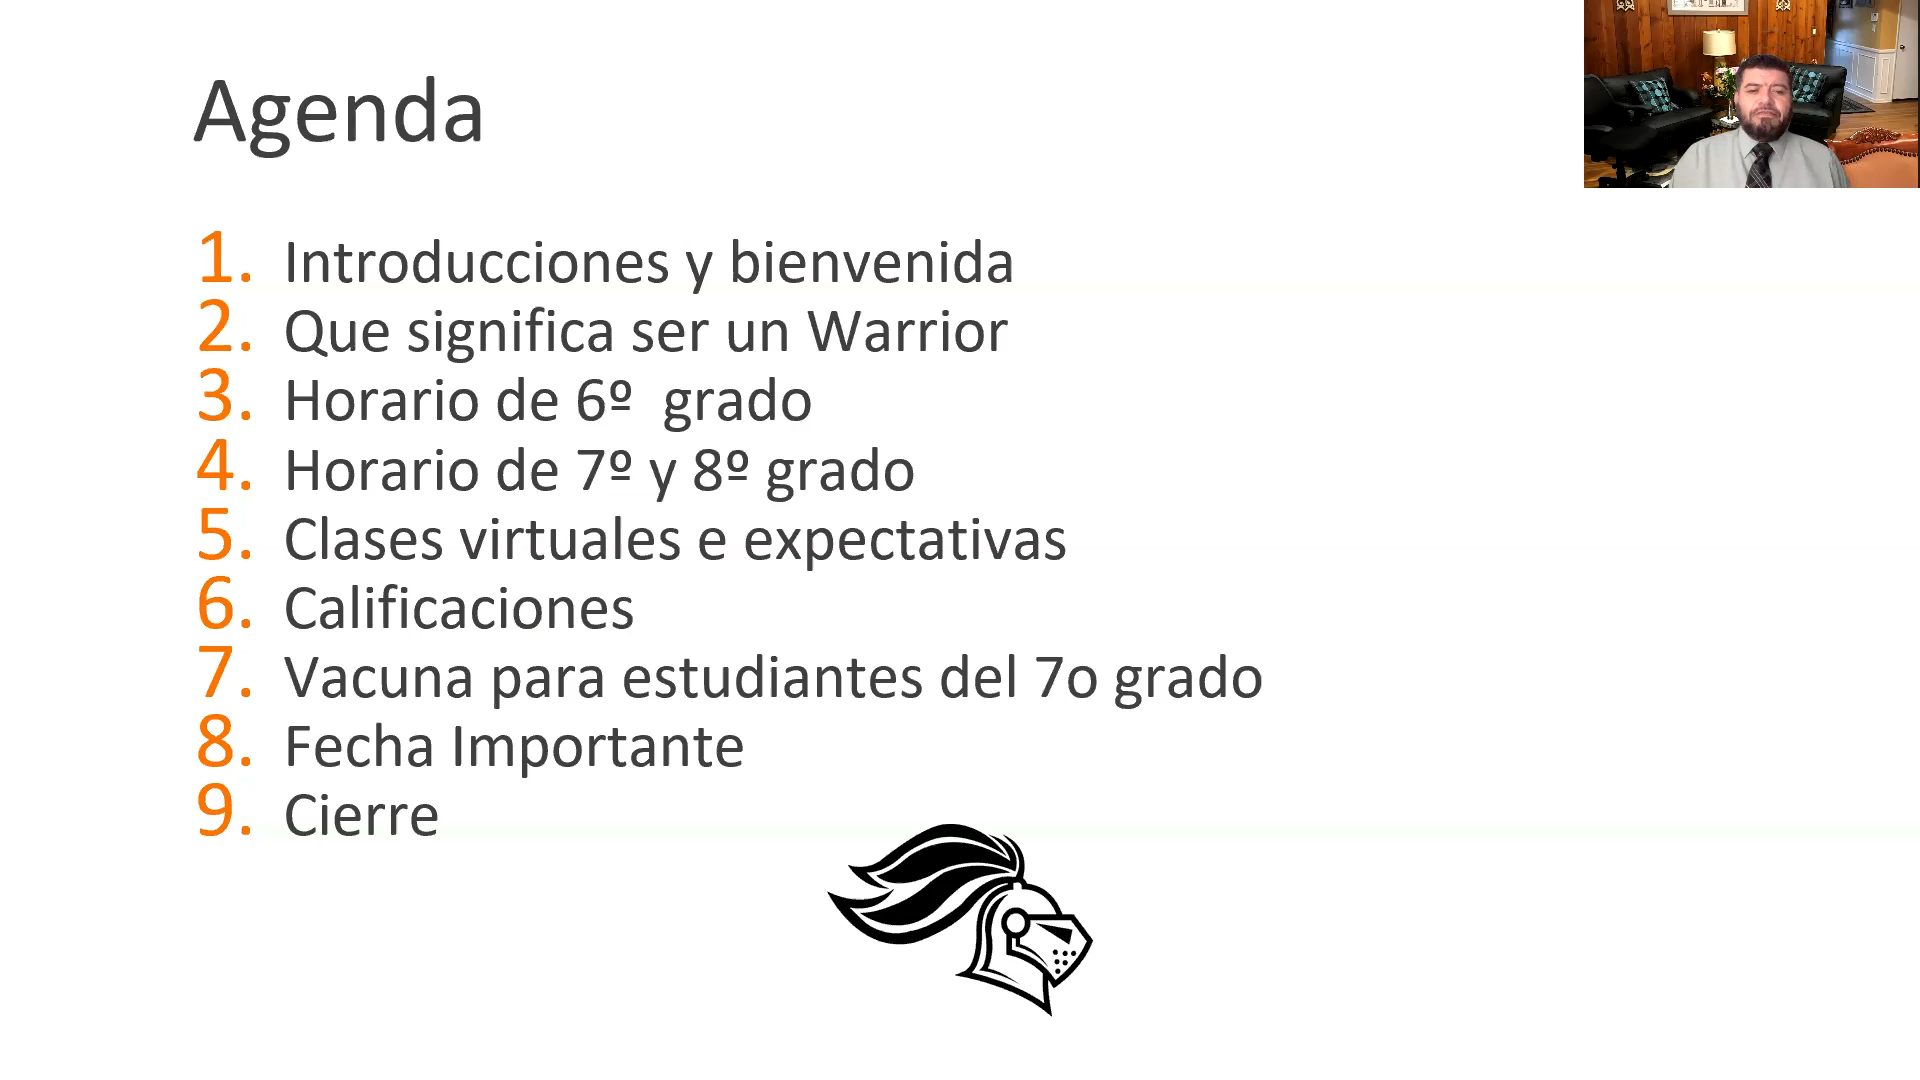 Agenda
1. Introducciones y bienvenida
2. Que significa ser un Warrior
3. Horario de 6º grado
4. Horario de 7º y 8º grado
5. Clases virtuales e expectativas
6. Calificaciones
7. Vacuna para estudiantes del 7o grado
8. Fecha Importante
9. Cierre